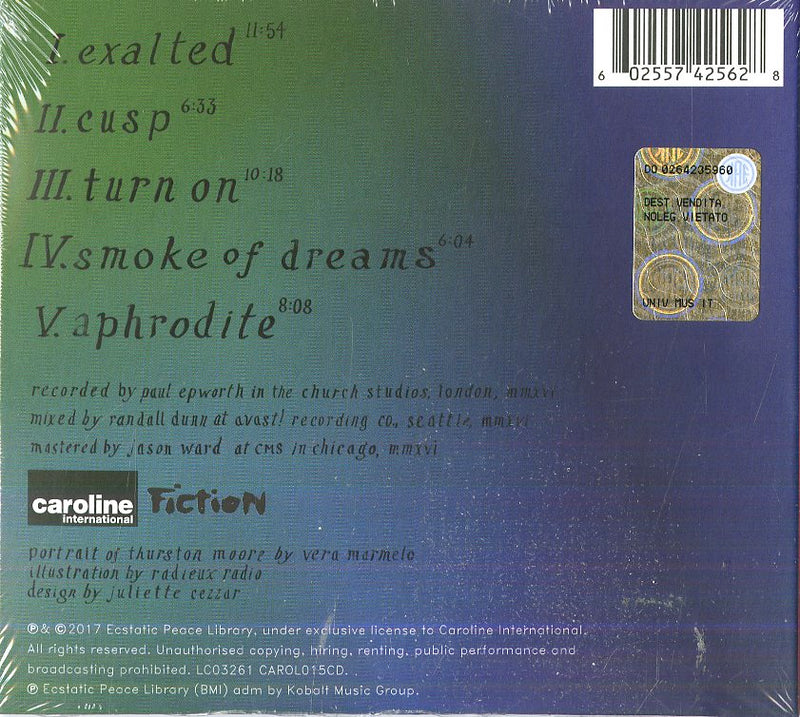 I. exalted 11:54
II. cusp 6:33
III. turn on 10:18
IV. smoke of dreams 6:04
V. aphrodite 8:08
6 02557 42562 8
DO 0264235960
DEST. VENDITA
NOLEG. VIETATO
UNIV MUS IT
recorded by paul epworth in the church studios, london, mmxvi
mixed by randall dunn at avast! recording co., seattle, mmxvi
mastered by jason ward at CMS in chicago, mmxvi
caroline
international
Fiction
portrait of thurston moore by vera marmelo
illustration by radieux radio
design by juliette cezzar
℗& ©2017 Ecstatic Peace Library, under exclusive license to Caroline International.
All rights reserved. Unauthorised copying, hiring, renting, public performance and
broadcasting prohibited. LC03261 CAROL015CD.
℗ Ecstatic Peace Library (BMI) adm by Kobalt Music Group.